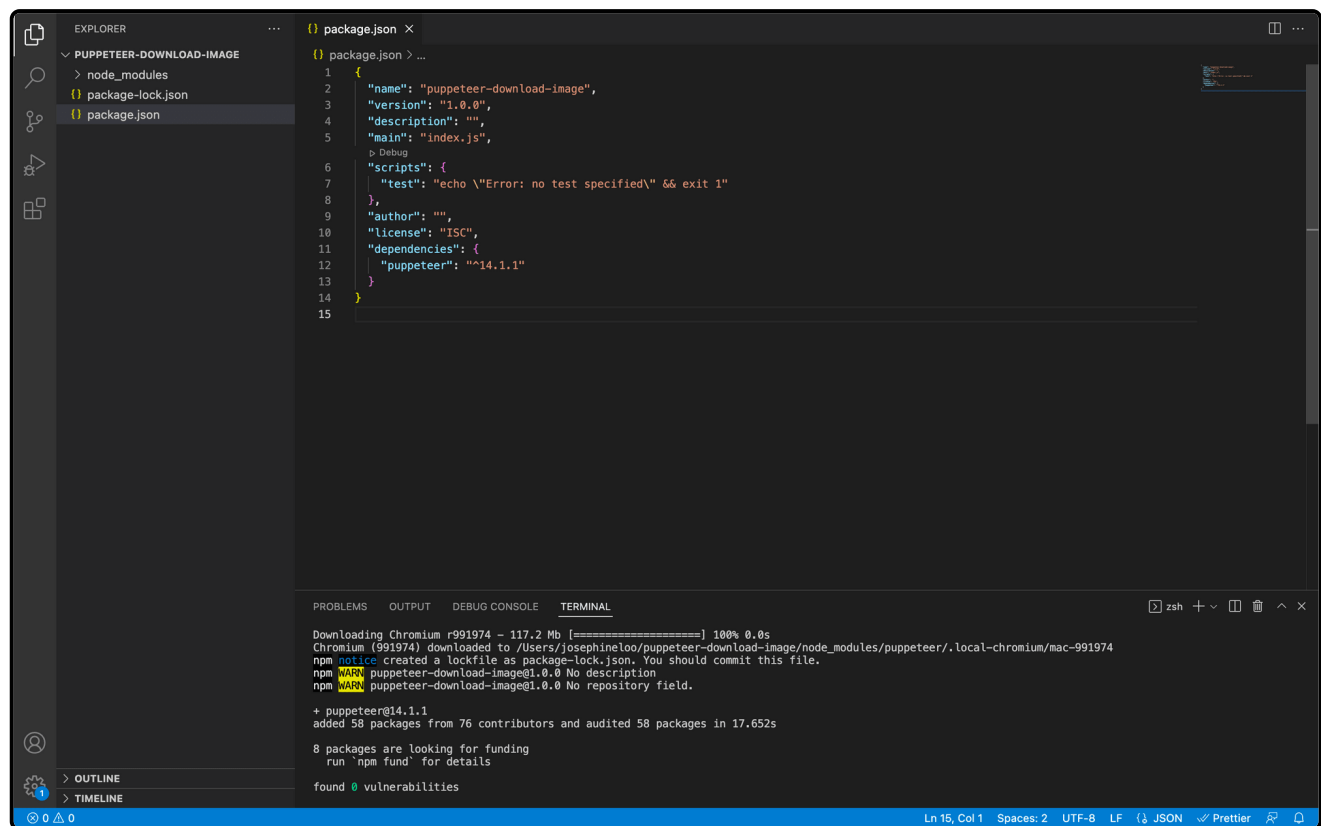 EXPLORER
PUPPETEER-DOWNLOAD-IMAGE
node_modules
{} package-lock.json
{} package.json
OUTLINE
TIMELINE
{} package.json ×
{} package.json > ...
1 {
2 "name": "puppeteer-download-image",
3 "version": "1.0.0",
4 "description": "",
5 "main": "index.js",
Debug
6 "scripts": {
7 "test": "echo \"Error: no test specified\" && exit 1"
8 },
9 "author": "",
10 "license": "ISC",
11 "dependencies": {
12 "puppeteer": "^14.1.1"
13 }
14 }
15
PROBLEMS OUTPUT DEBUG CONSOLE TERMINAL zsh
Downloading Chromium r991974 - 117.2 Mb [====================] 100% 0.0s
Chromium (991974) downloaded to /Users/josephineloo/puppeteer-download-image/node_modules/puppeteer/.local-chromium/mac-991974
npm notice created a lockfile as package-lock.json. You should commit this file.
npm WARN puppeteer-download-image@1.0.0 No description
npm WARN puppeteer-download-image@1.0.0 No repository field.
+ puppeteer@14.1.1
added 58 packages from 76 contributors and audited 58 packages in 17.652s
8 packages are looking for funding
run `npm fund` for details
found 0 vulnerabilities
1
0 0 Ln 15, Col 1 Spaces: 2 UTF-8 LF JSON Prettier